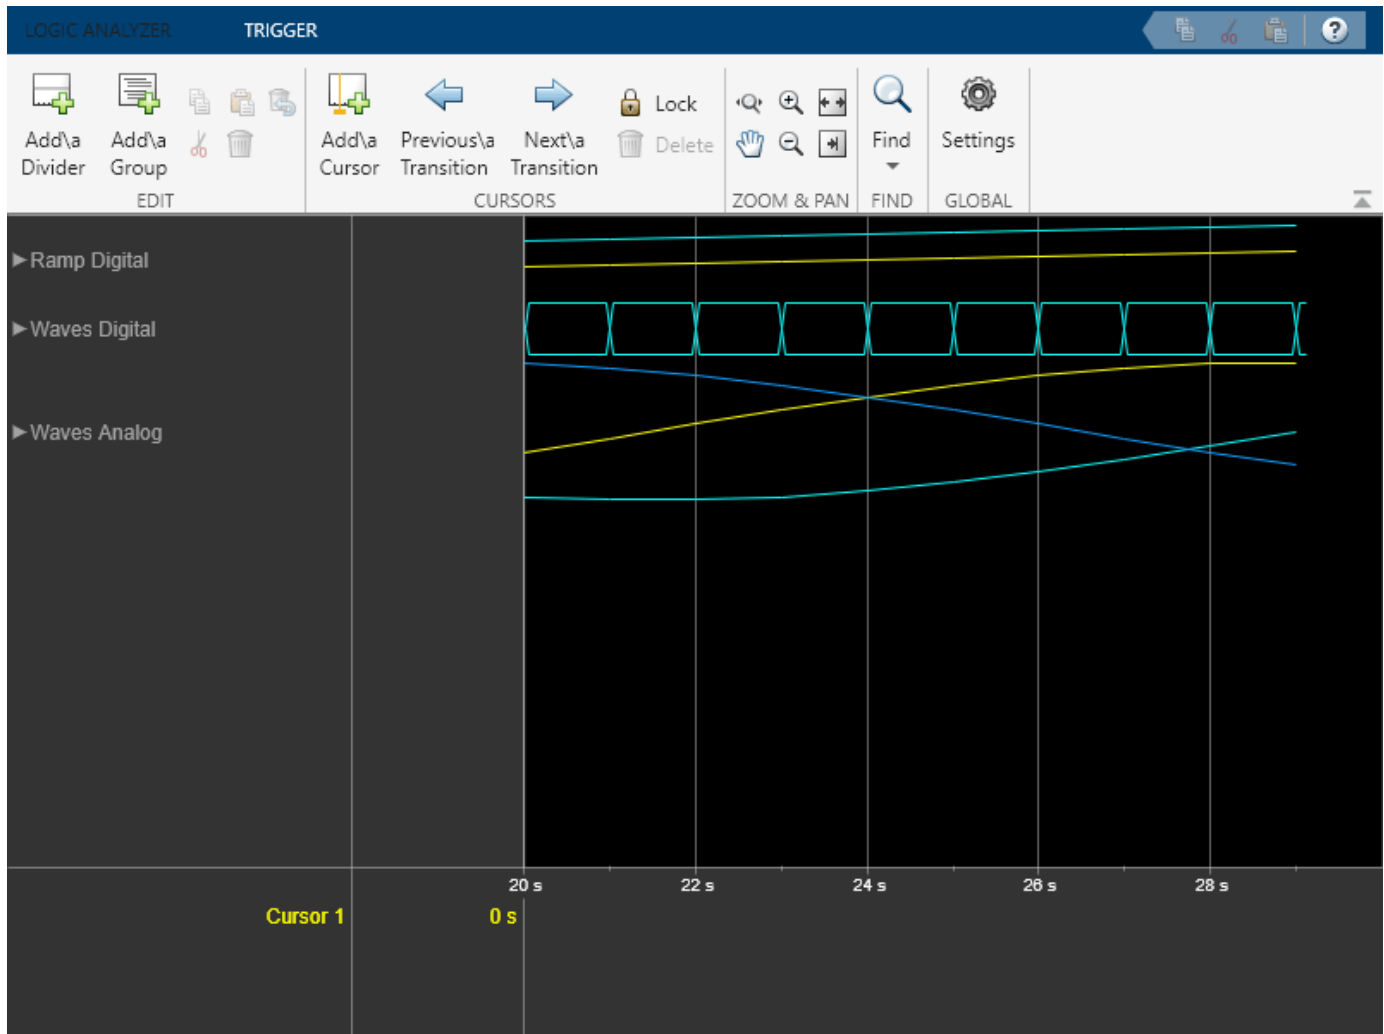 LOGIC ANALYZER TRIGGER
Add\a Divider
Add\a Group
Add\a Cursor
Previous\a Transition
Next\a Transition
Lock
Delete
Find
Settings
EDIT CURSORS ZOOM & PAN FIND GLOBAL
Ramp Digital
Waves Digital
Waves Analog
20 s 22 s 24 s 26 s 28 s
Cursor 1 0 s